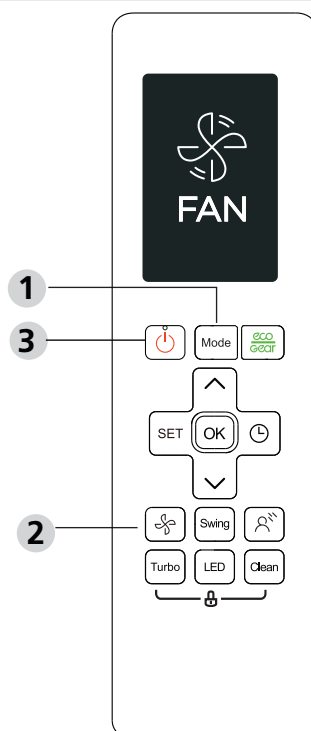 FAN
1
3
Mode
eco
Gear
SET
OK
2
Swing
Turbo
LED
Clean